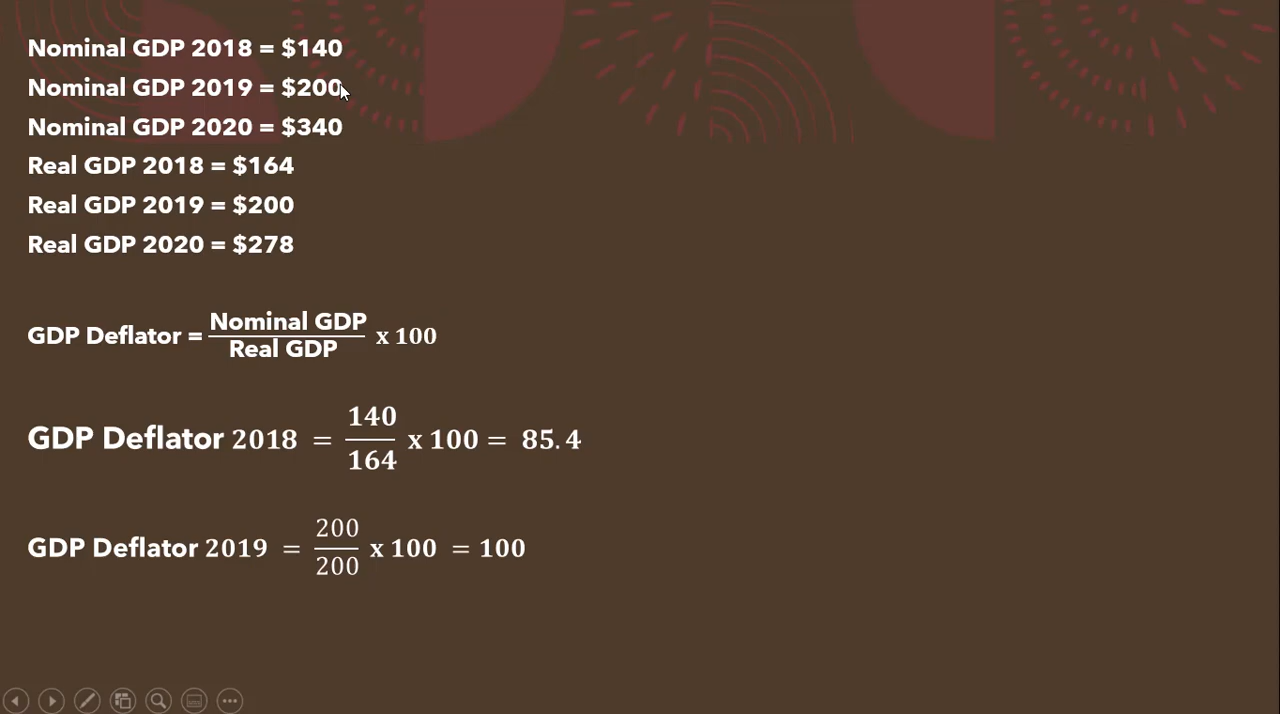 Nominal GDP 2018 = $140
Nominal GDP 2019 = $200
Nominal GDP 2020 = $340
Real GDP 2018 = $164
Real GDP 2019 = $200
Real GDP 2020 = $278
GDP Deflator = Nominal GDP / Real GDP x 100
GDP Deflator 2018 = 140 / 164 x 100 = 85.4
GDP Deflator 2019 = 200 / 200 x 100 = 100